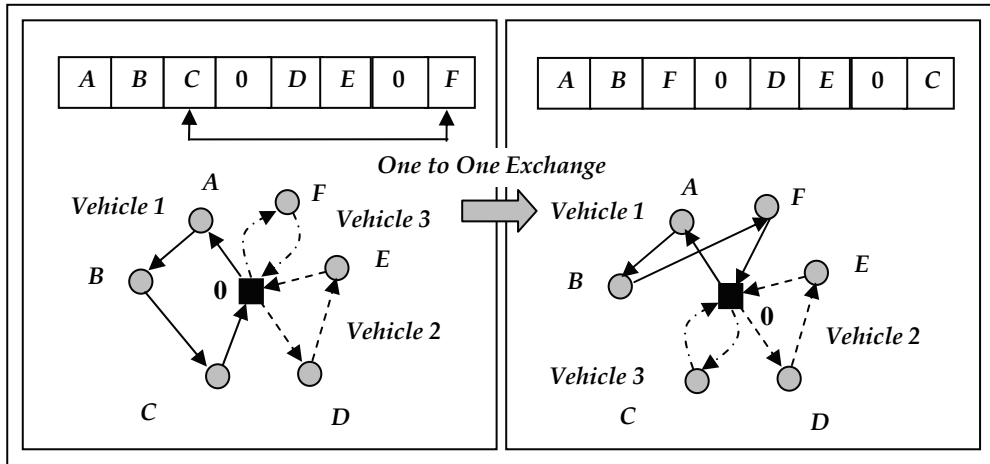 A B C 0 D E 0 F
A B F 0 D E 0 C
One to One Exchange
A
F
Vehicle 1
Vehicle 3
B
E
0
Vehicle 2
C
D
A
F
Vehicle 1
B
E
0
Vehicle 2
Vehicle 3
C
D